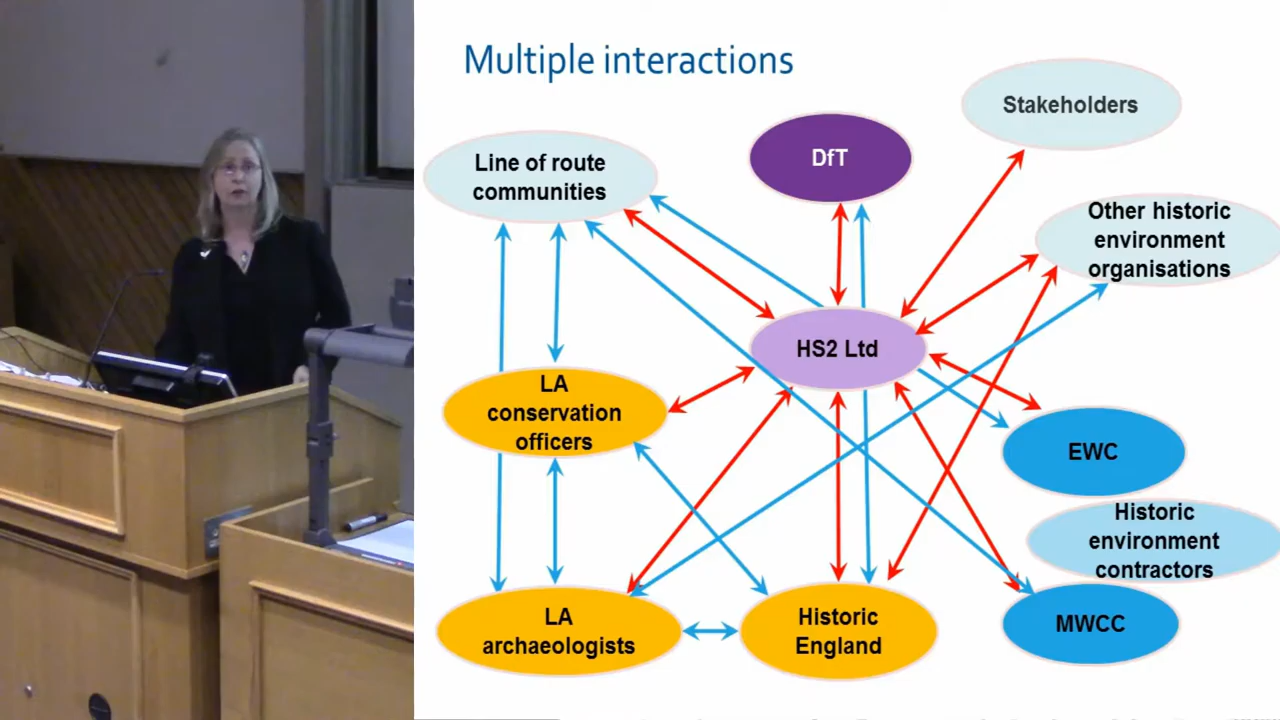 Multiple interactions
Stakeholders
DfT
Line of route
communities
Other historic
environment
organisations
HS2 Ltd
LA
conservation
officers
EWC
Historic
environment
contractors
LA
archaeologists
Historic
England
MWCC